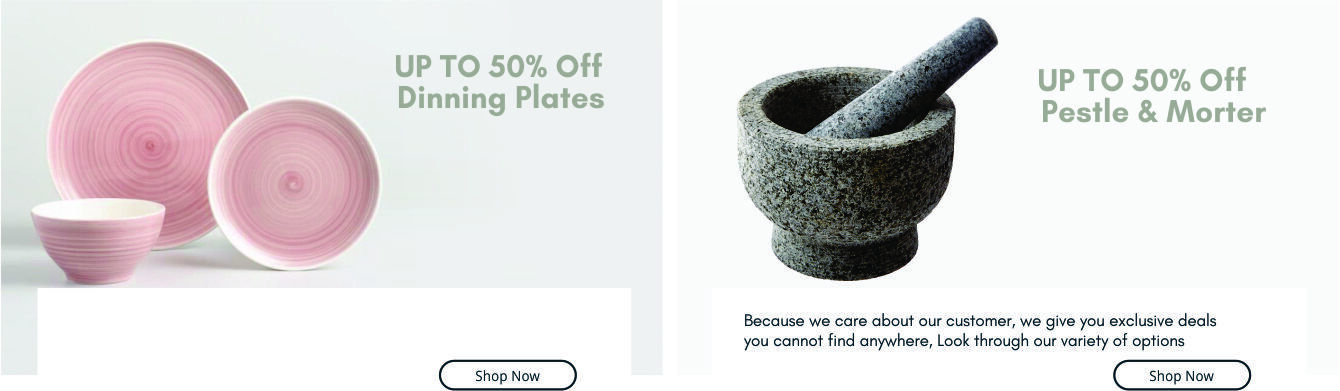 UP TO 50% Off
Dinning Plates
Shop Now
UP TO 50% Off
Pestle & Morter
Because we care about our customer, we give you exclusive deals
you cannot find anywhere, Look through our variety of options
Shop Now